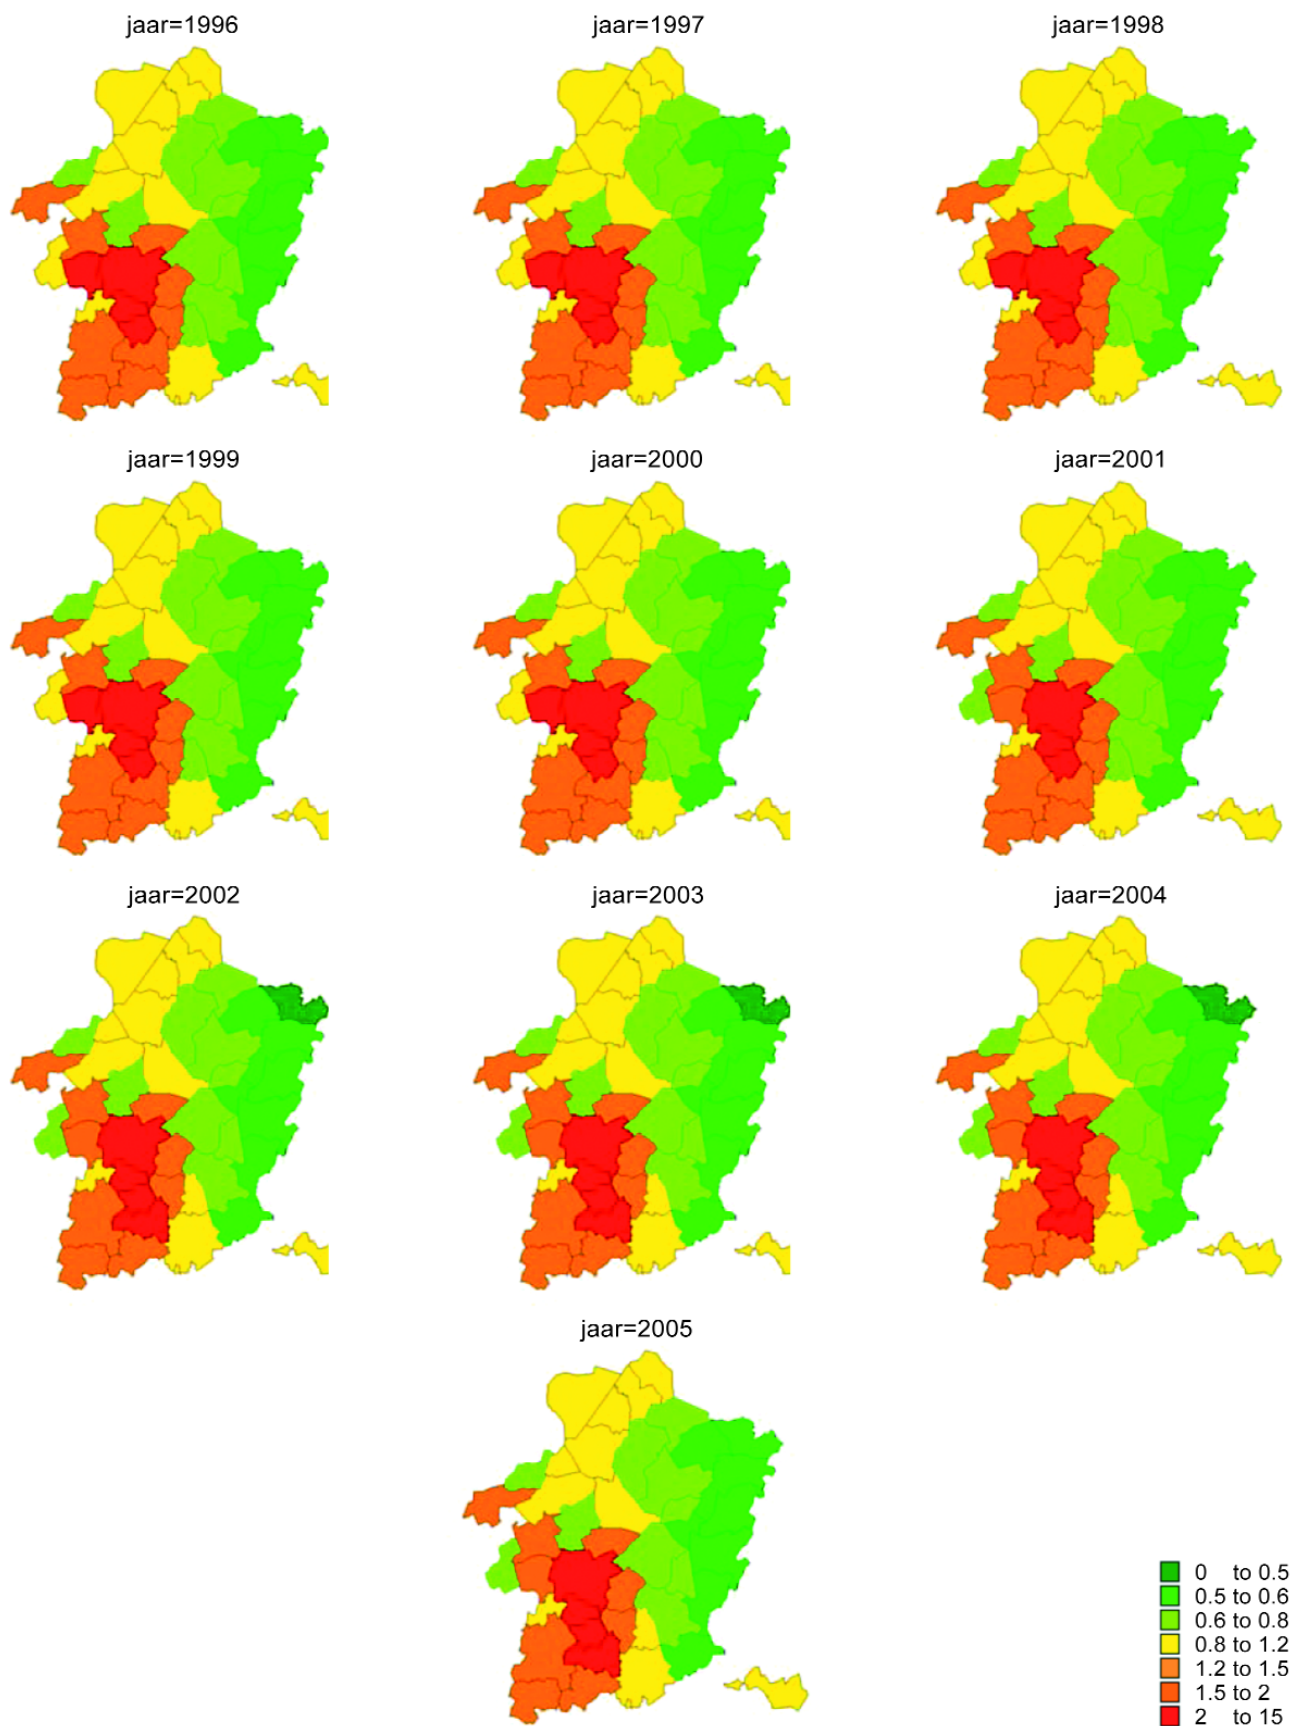 jaar=1996
jaar=1997
jaar=1998
jaar=1999
jaar=2000
jaar=2001
jaar=2002
jaar=2003
jaar=2004
jaar=2005
0 to 0.5
0.5 to 0.6
0.6 to 0.8
0.8 to 1.2
1.2 to 1.5
1.5 to 2
2 to 15